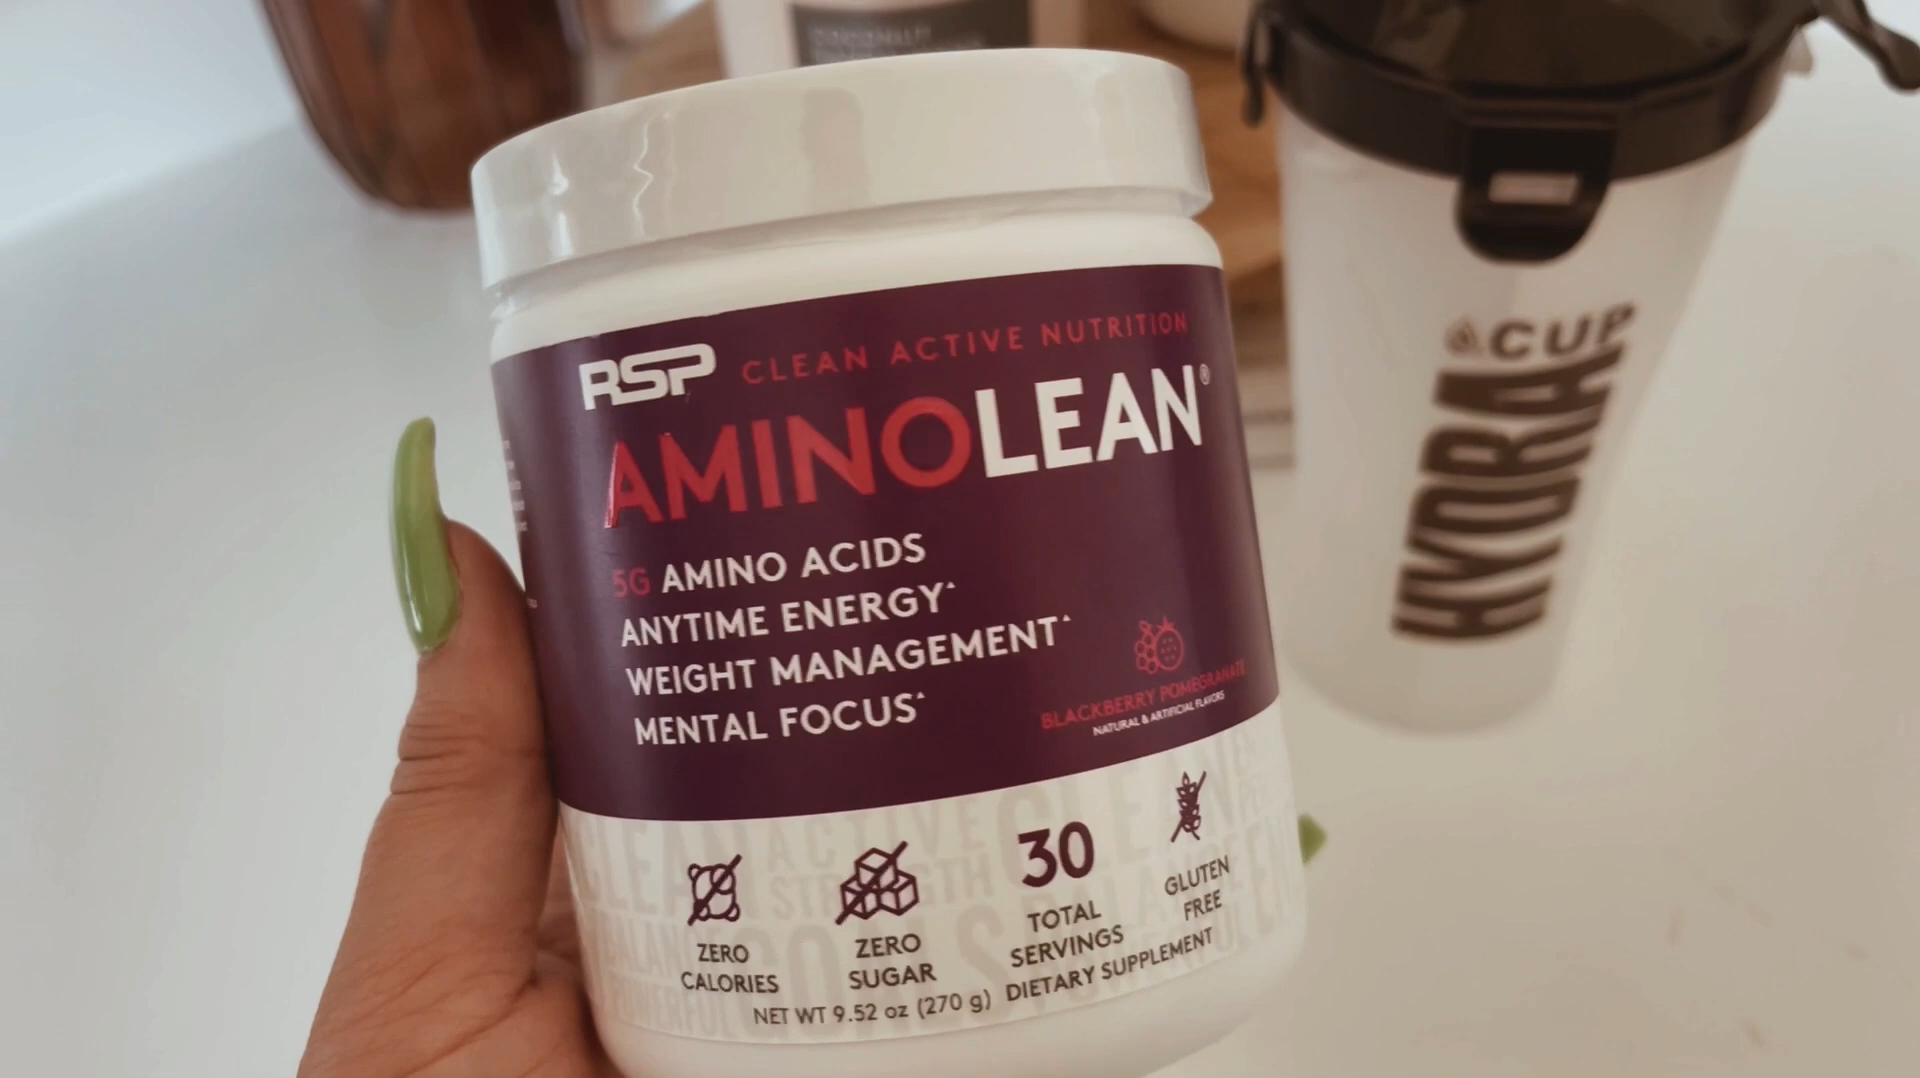 COCONUT
RSP CLEAN ACTIVE NUTRITION
AMINOLEAN®
5G AMINO ACIDS
ANYTIME ENERGY^
WEIGHT MANAGEMENT^
MENTAL FOCUS^
BLACKBERRY POMEGRANATE
NATURAL & ARTIFICIAL FLAVORS
ZERO CALORIES
ZERO SUGAR
30 TOTAL SERVINGS
GLUTEN FREE
NET WT 9.52 oz (270 g) DIETARY SUPPLEMENT
HYDRA
CUP